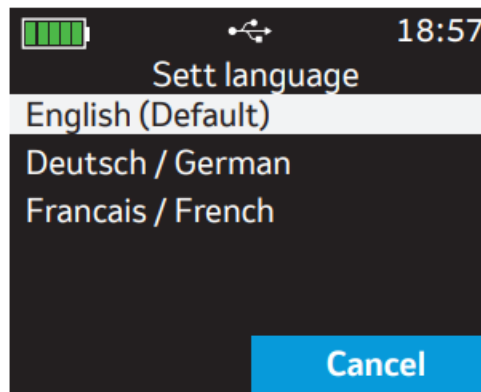 18:57
Sett language
English (Default)
Deutsch / German
Francais / French
Cancel